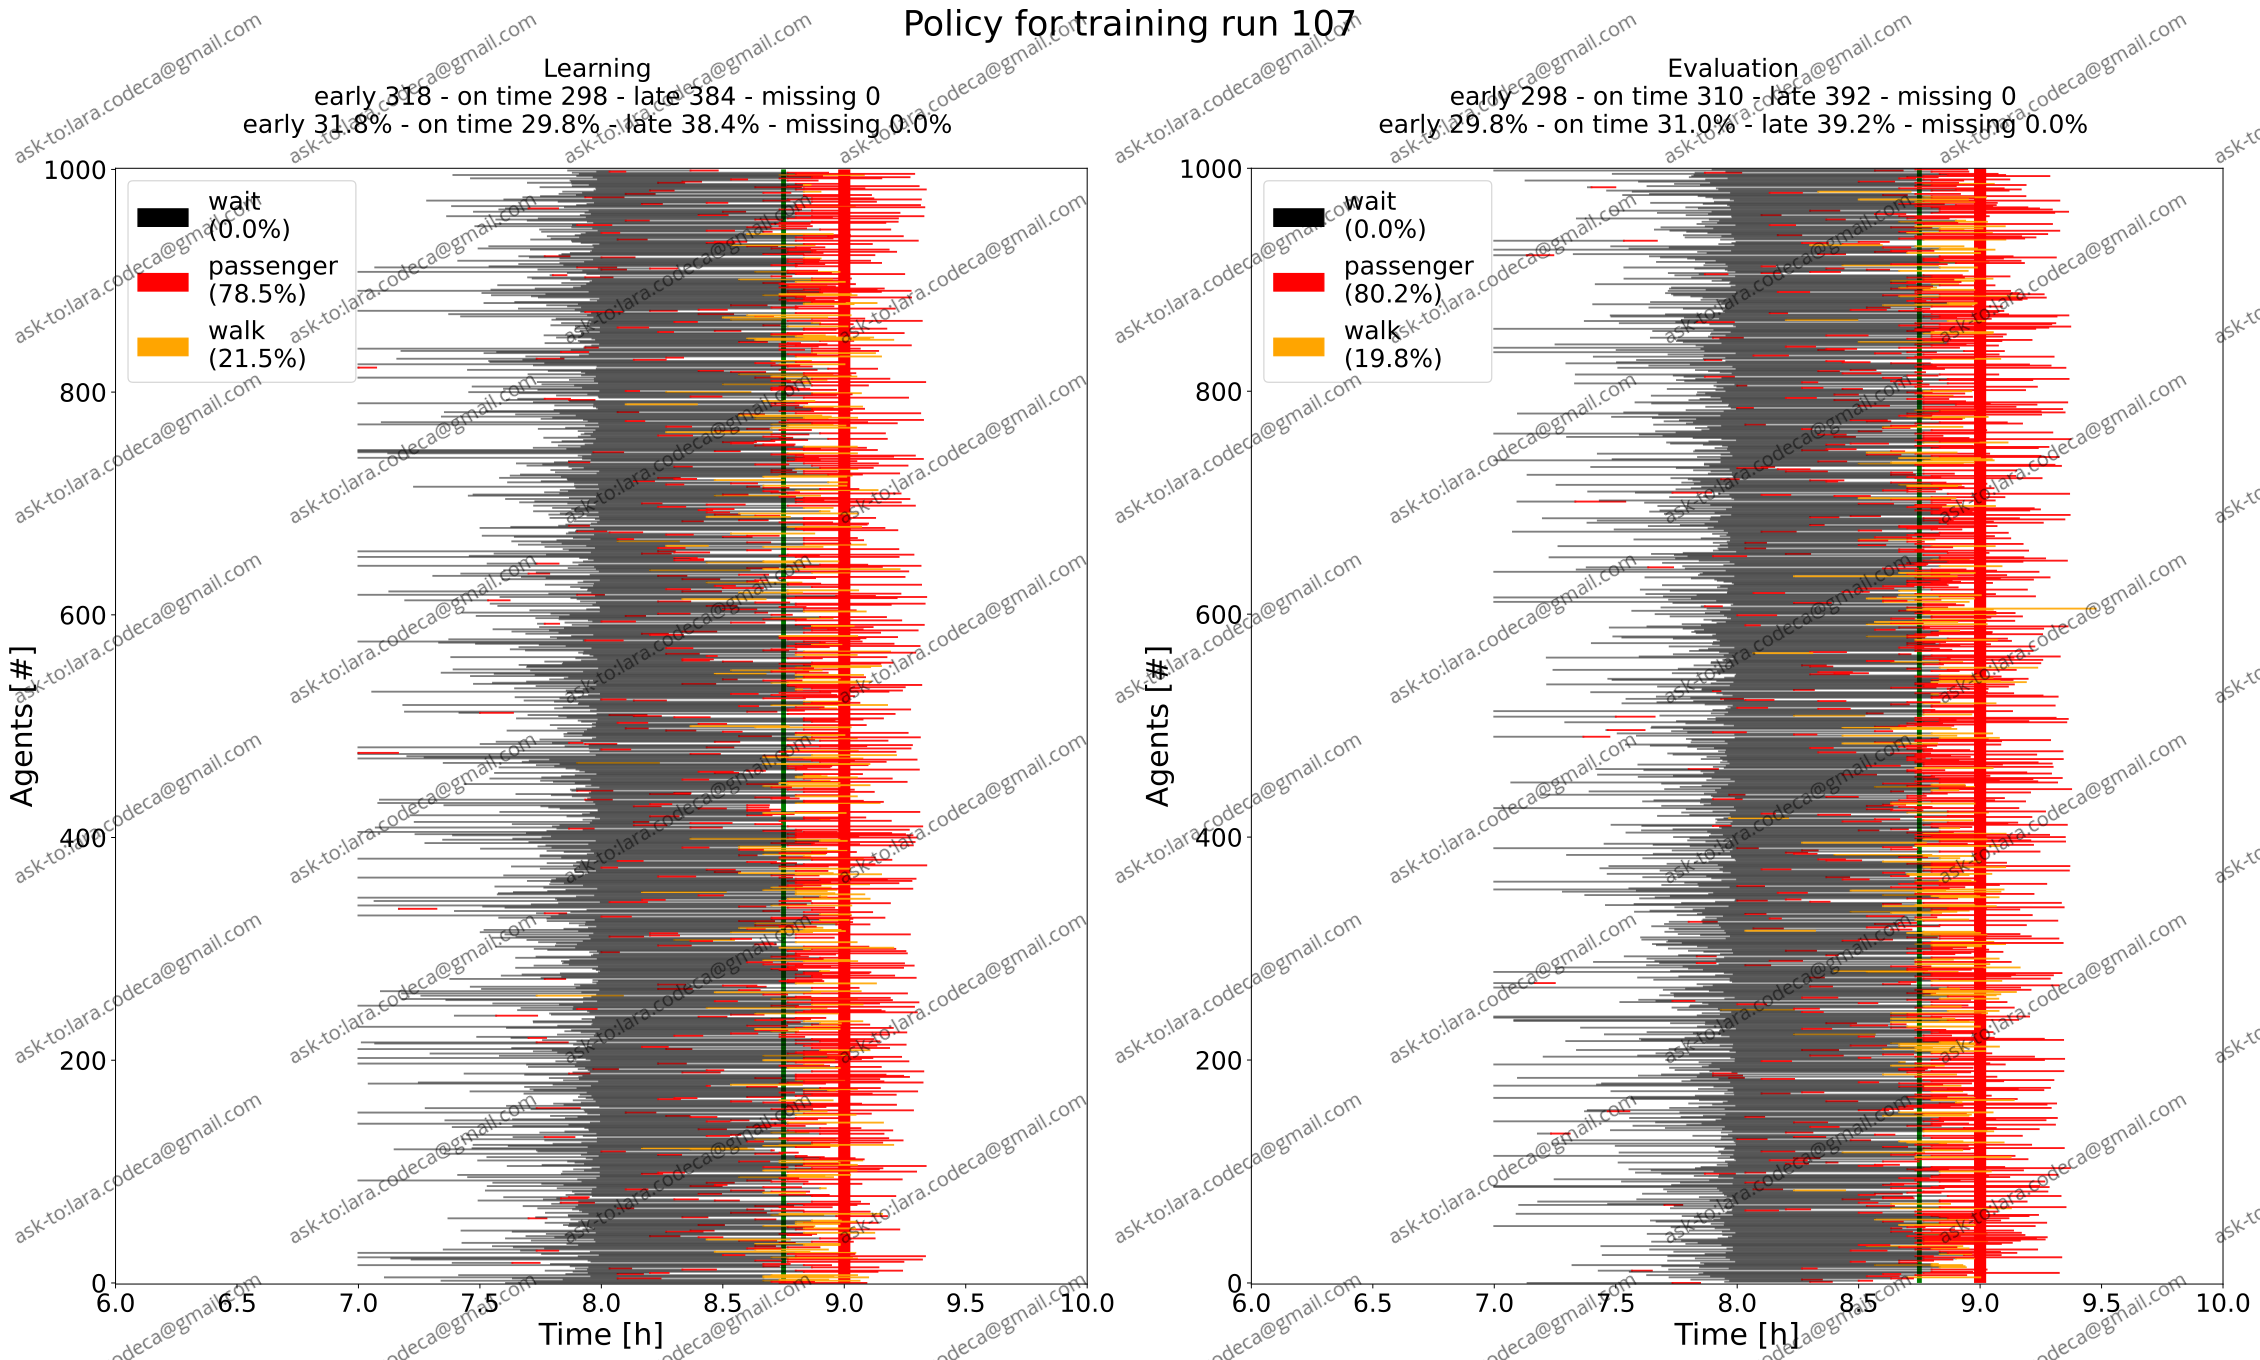 Policy for training run 107
Learning
early 318 - on time 298 - late 384 - missing 0
early 31.8% - on time 29.8% - late 38.4% - missing 0.0%
wait
(0.0%)
passenger
(78.5%)
walk
(21.5%)
Agents [#]
1000
800
600
400
200
0
6.0 6.5 7.0 7.5 8.0 8.5 9.0 9.5 10.0
Time [h]
Evaluation
early 298 - on time 310 - late 392 - missing 0
early 29.8% - on time 31.0% - late 39.2% - missing 0.0%
wait
(0.0%)
passenger
(80.2%)
walk
(19.8%)
Agents [#]
1000
800
600
400
200
0
6.0 6.5 7.0 7.5 8.0 8.5 9.0 9.5 10.0
Time [h]
ask-to:lara.codeca@gmail.com